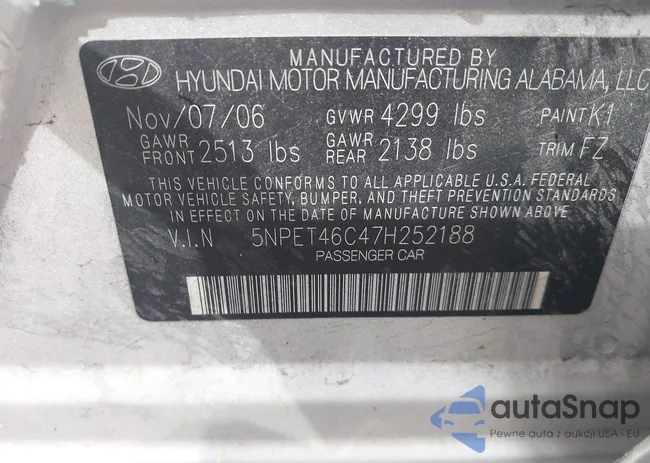 MANUFACTURED BY
HYUNDAI MOTOR MANUFACTURING ALABAMA, LLC
Nov/07/06 GVWR 4299 lbs PAINT K1
GAWR FRONT 2513 lbs GAWR REAR 2138 lbs TRIM FZ
THIS VEHICLE CONFORMS TO ALL APPLICABLE U.S.A. FEDERAL
MOTOR VEHICLE SAFETY, BUMPER, AND THEFT PREVENTION STANDARDS
IN EFFECT ON THE DATE OF MANUFACTURE SHOWN ABOVE.
V.I.N 5NPET46C47H252188
PASSENGER CAR
autaSnap
Pewne auta z aukcji USA i EU